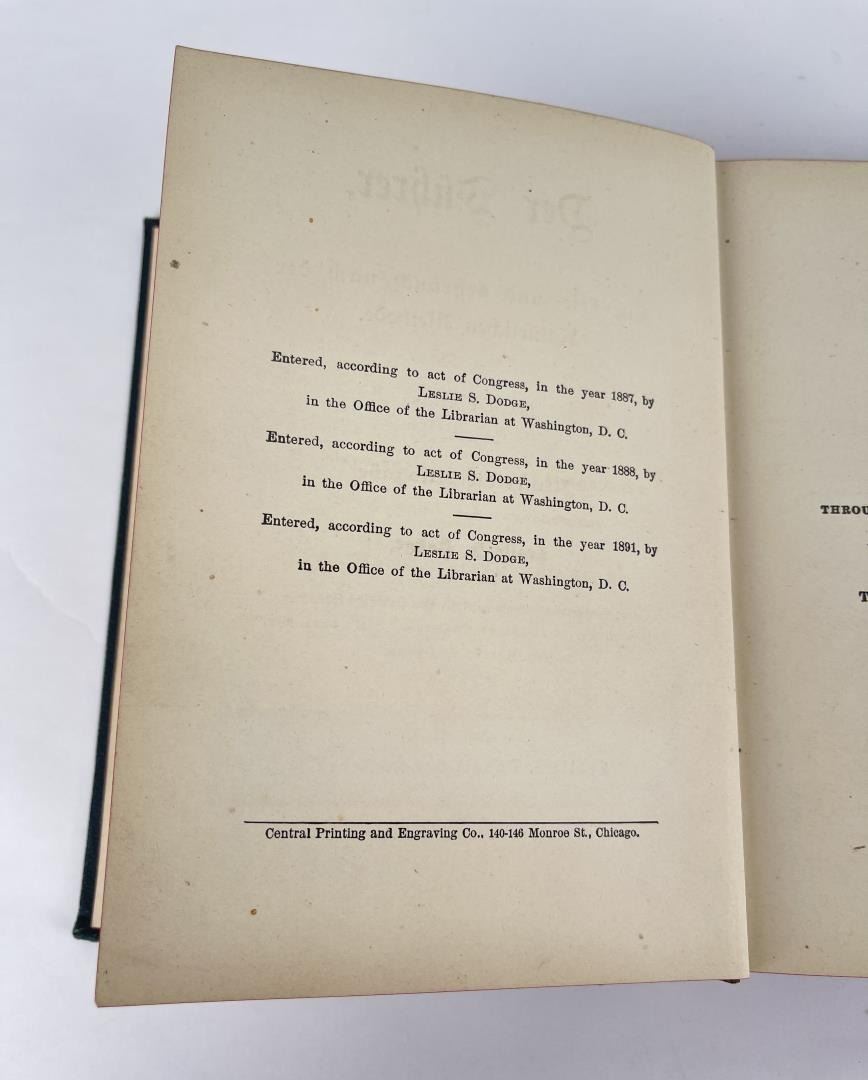 Entered, according to act of Congress, in the year 1887, by
LESLIE S. DODGE,
in the Office of the Librarian at Washington, D. C.
Entered, according to act of Congress, in the year 1888, by
LESLIE S. DODGE,
in the Office of the Librarian at Washington, D. C.
Entered, according to act of Congress, in the year 1891, by
LESLIE S. DODGE,
in the Office of the Librarian at Washington, D. C.
Central Printing and Engraving Co., 140-146 Monroe St., Chicago.